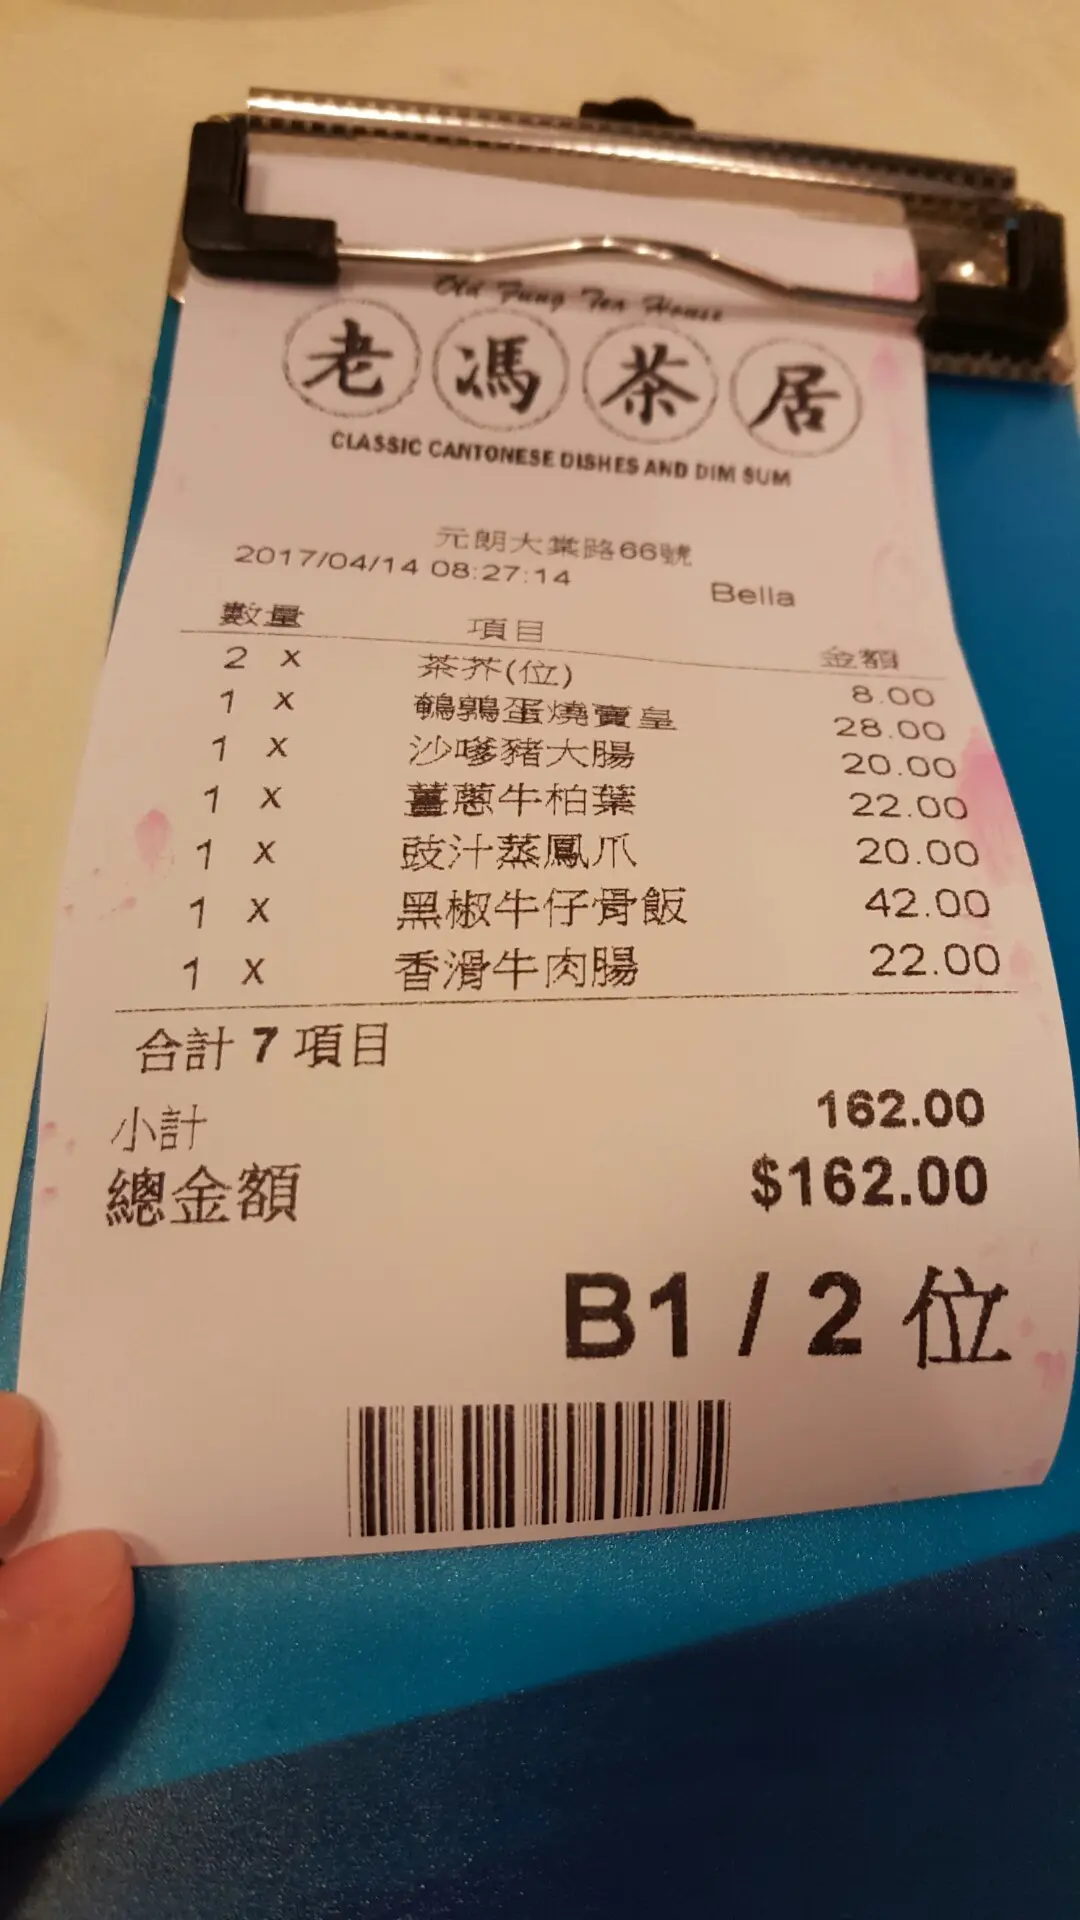 Old Fung Tea House
老馮茶居
CLASSIC CANTONESE DISHES AND DIM SUM
元朗大棠路66號
2017/04/14 08:27:14 Bella
數量 項目 金額
2 x 茶芥(位) 8.00
1 x 鵪鶉蛋燒賣皇 28.00
1 x 沙嗲豬大腸 20.00
1 x 薑蔥牛柏葉 22.00
1 x 豉汁蒸鳳爪 20.00
1 x 黑椒牛仔骨飯 42.00
1 x 香滑牛肉腸 22.00
合計 7 項目
小計 162.00
總金額 $162.00
B1 / 2 位